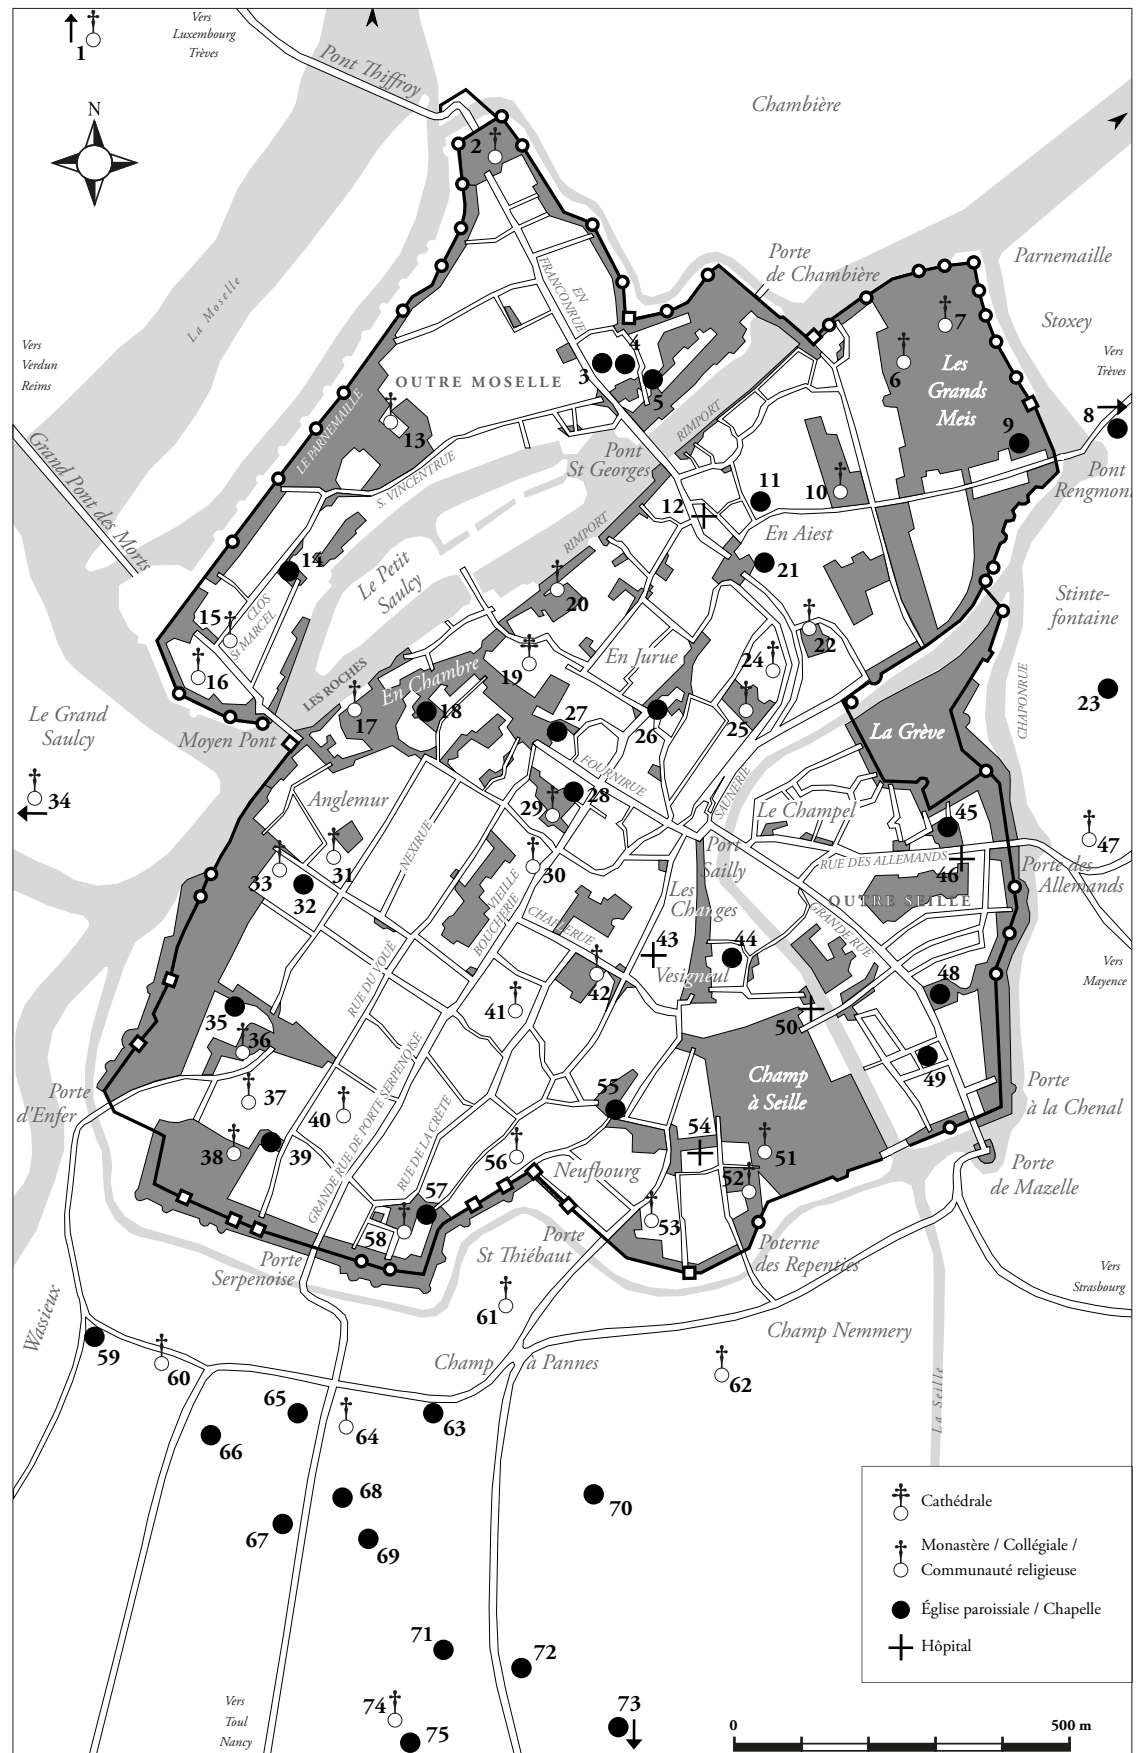 Vers
Luxembourg
Trèves
1
Pont Thiffroy
Chambière
N
2
La Moselle
Porte
de Chambière
Parnemaille
Stoxey
Vers
Verdun
Reims
Vers
Trèves
EN
FRANCONRUE
7
6
Les
Grands
Meis
3
4
5
OUTRE MOSELLE
8
9
13
LE PARNEMAILLE
RIMPORT
Grand Pont des Morts
S. VINCENTRUE
Pont
St Georges
Pont
Rengmont
10
11
12
En Aiest
RIMPORT
14
Le Petit
Saulcy
20
21
Stinte-
fontaine
15
CLOS
St MARCEL
22
16
LES ROCHES
En Chambre
19
En Jurue
24
CHAPONRUE
23
17
18
25
26
27
Le Grand
Saulcy
Moyen Pont
La Grève
34
Anglemur
FOURNIRUE
SAUNERIE
28
29
Le Champel
45
47
NEXIRUE
Port
Sailly
RUE DES ALLEMANDS
46
Porte des
Allemands
33
31
32
30
VIEILLE
BOUCHERIE
Les
Changes
OUTRE SEILLE
CHAPLERUE
GRANDE RUE
43
44
Vesigneul
Vers
Mayence
RUE DU VOUÉ
42
48
35
36
41
50
49
37
40
GRANDE RUE DE PORTE SERPENOISE
55
Champ
à Seille
Porte
d'Enfer
Porte
à la Chenal
38
39
RUE DE LA CRÊTE
54
51
56
Neufbourg
52
Porte
de Mazelle
57
58
53
Porte
Serpenoise
Porte
St Thiébaut
Poterne
des Repenties
Vers
Strasbourg
61
Wassieux
59
60
Champ à Pannes
Champ Nemmery
62
La Seille
65
64
63
66
68
70
67
69
71
72
74
75
73
Vers
Toul
Nancy
Cathédrale
Monastère / Collégiale /
Communauté religieuse
Église paroissiale / Chapelle
Hôpital
0
500 m